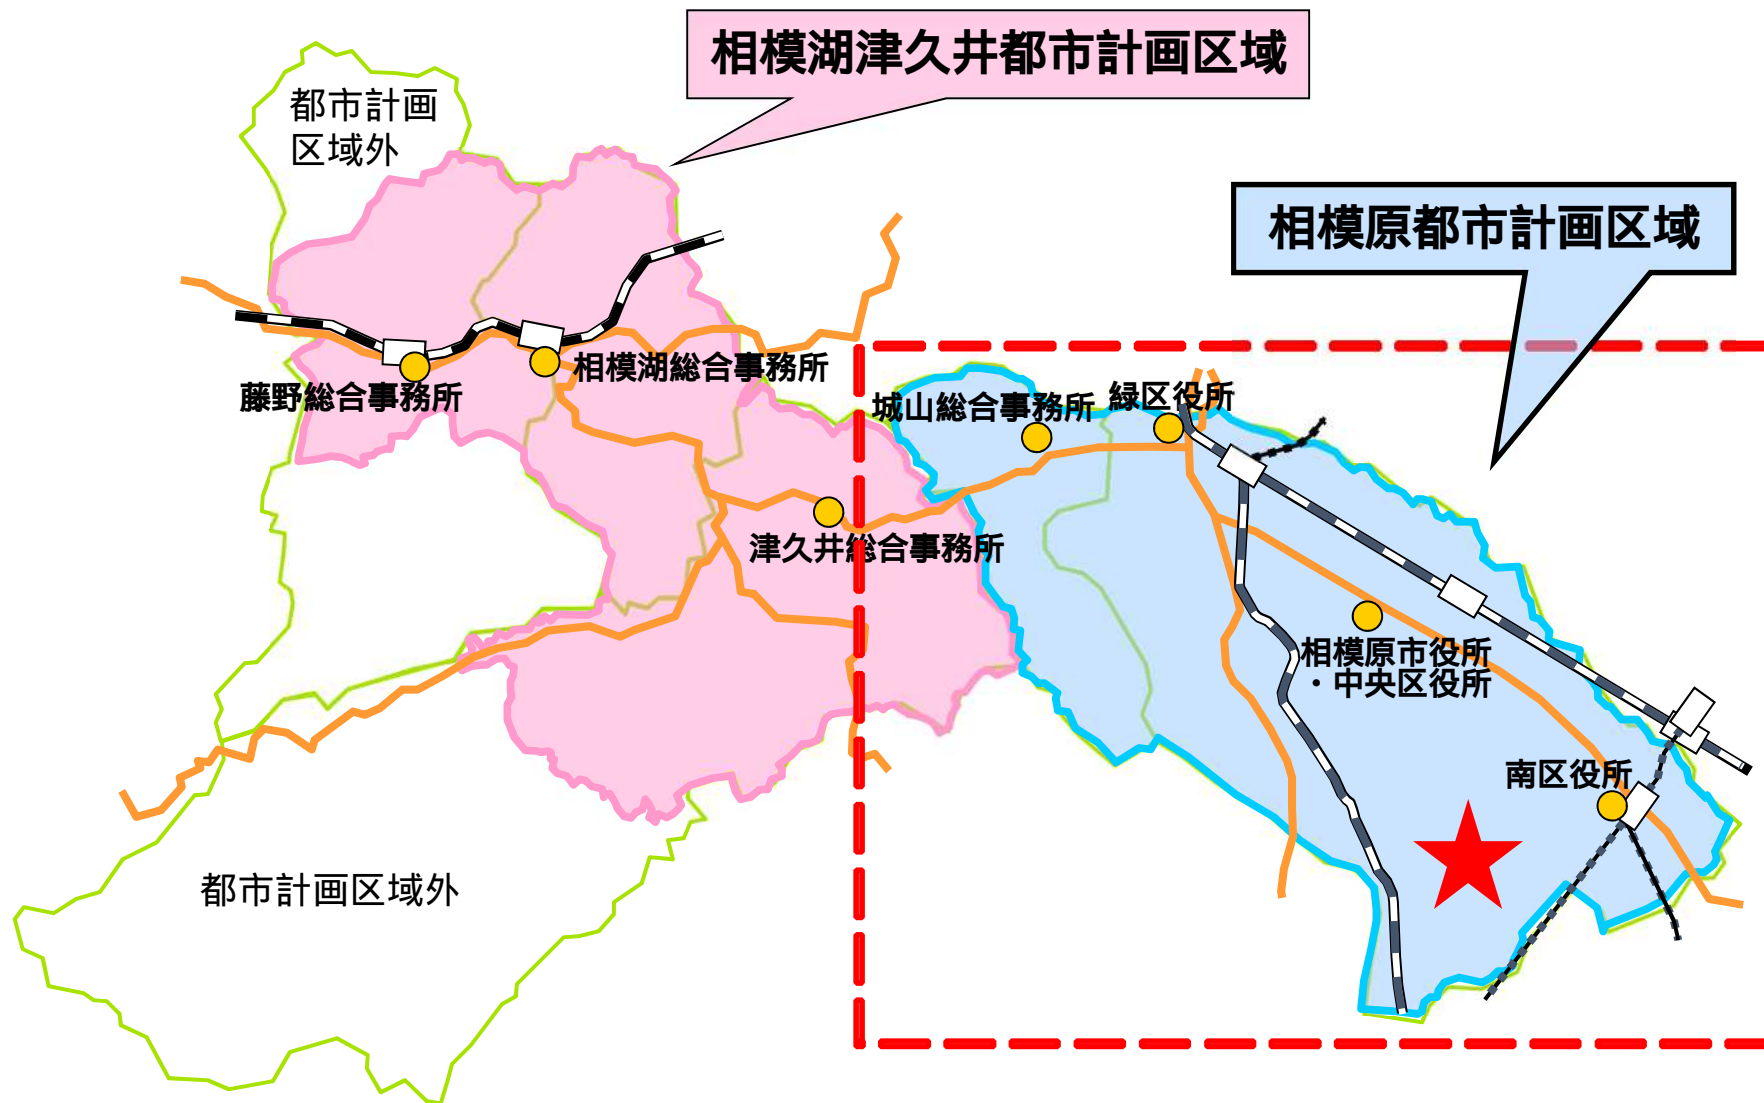 相模湖津久井都市計画区域
都市計画
区域外
相模原都市計画区域
相模湖総合事務所
藤野総合事務所
城山総合事務所
緑区役所
津久井総合事務所
相模原市役所
・中央区役所
南区役所
都市計画区域外